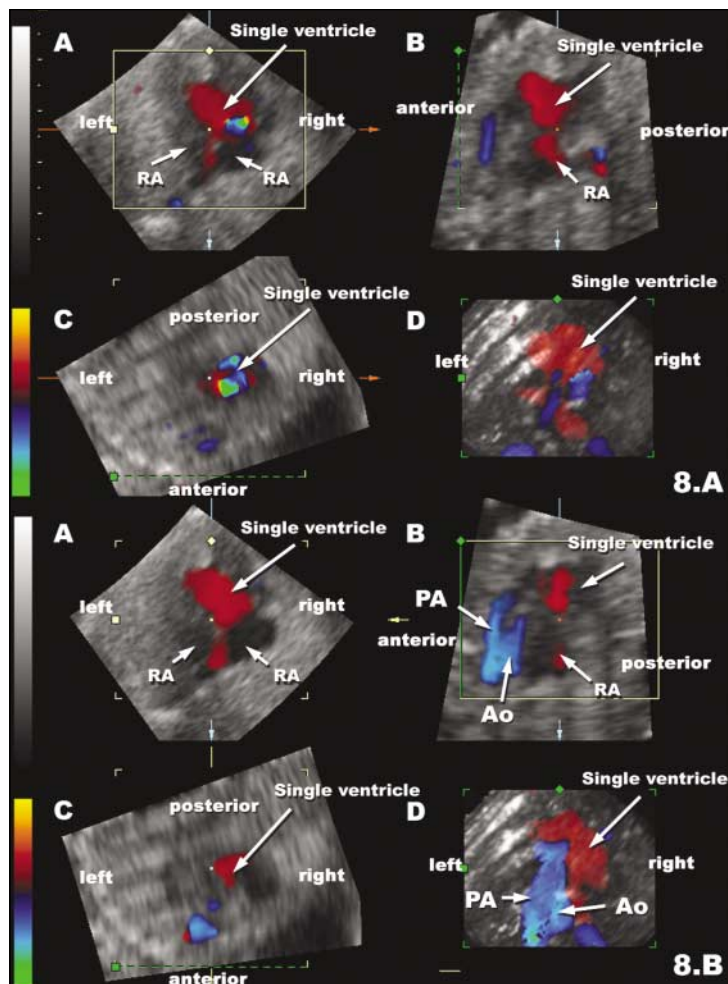 A
Single ventricle
left
right
RA
RA
B
Single ventricle
anterior
posterior
RA
C
Single ventricle
posterior
left
right
anterior
D
Single ventricle
left
right
8.A
A
Single ventricle
left
right
RA
RA
B
Single ventricle
PA
anterior
posterior
RA
Ao
C
Single ventricle
posterior
left
right
anterior
D
Single ventricle
left
right
PA
Ao
8.B